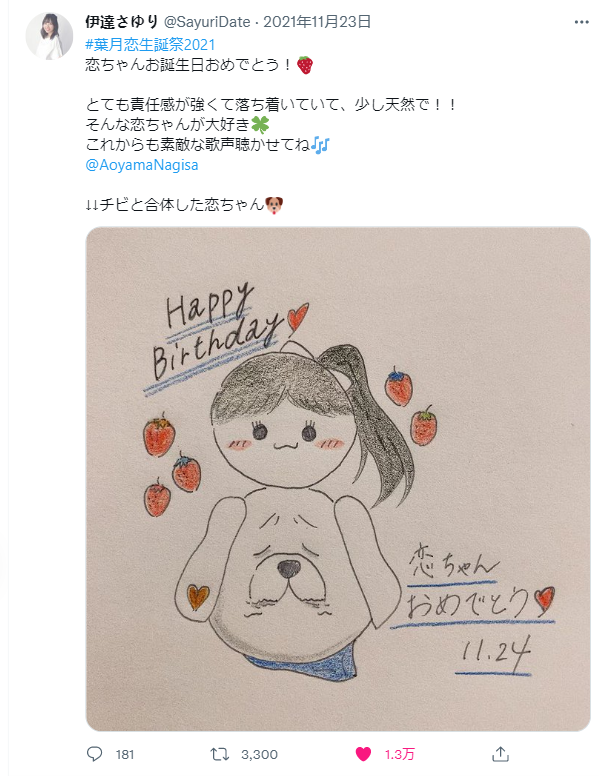 伊達さゆり @SayuriDate · 2021年11月23日
#葉月恋生誕祭2021
恋ちゃんお誕生日おめでとう！🍓
とても責任感が強くて落ち着いていて、少し天然で！！
そんな恋ちゃんが大好き🍀
これからも素敵な歌声聴かせてね🎶
@AoyamaNagisa
↓↓チビと合体した恋ちゃん🐶
Happy
Birthday
恋ちゃん
おめでとう
11.24
181
3,300
1.3万